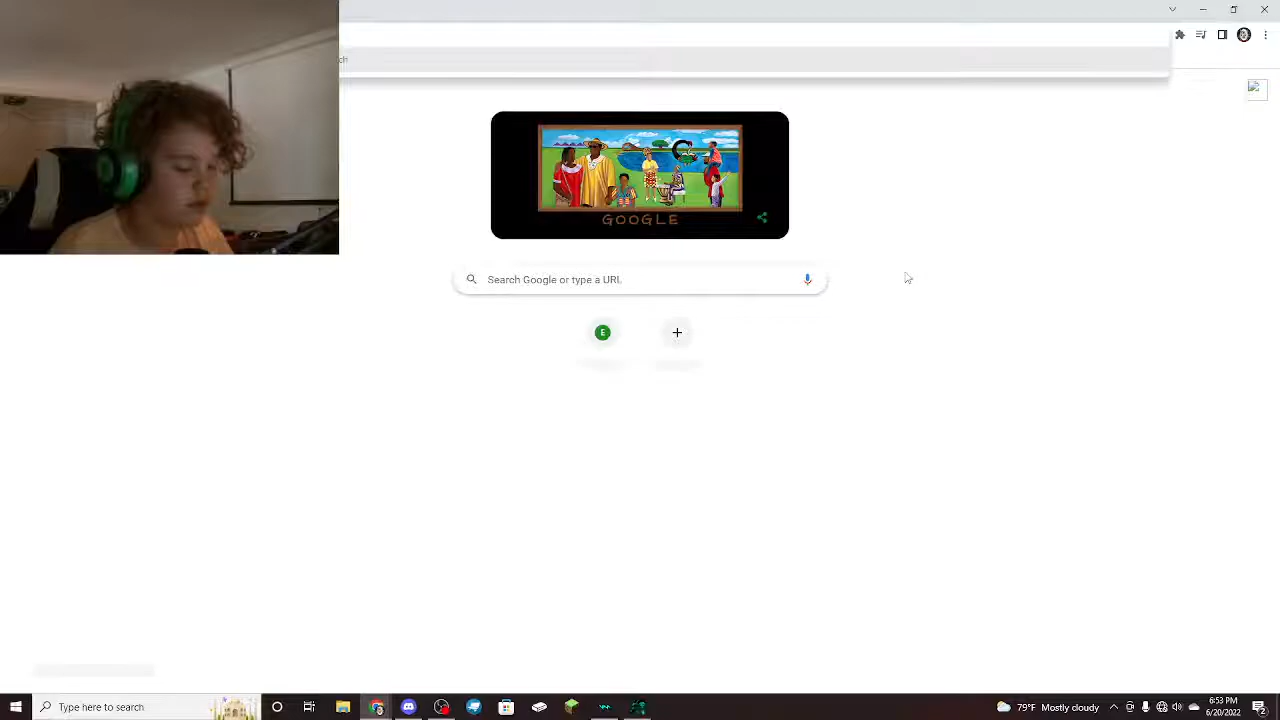 GOOGLE
Search Google or type a URL
E
Type here to search
79°F Mostly cloudy
6:53 PM
6/20/2022